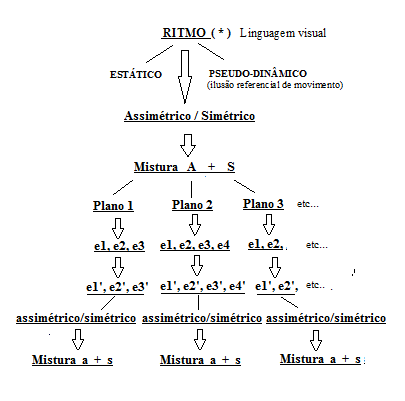 RITMO ( * ) Linguagem visual
ESTÁTICO
PSEUDO-DINÂMICO
(ilusão referencial de movimento)
Assimétrico / Simétrico
Mistura A + S
Plano 1 Plano 2 Plano 3 etc...
e1, e2, e3 e1, e2, e3, e4 e1, e2, etc...
e1', e2', e3' e1', e2', e3', e4' e1', e2', etc..
assimétrico/simétrico assimétrico/simétrico assimétrico/simétrico
Mistura a + s Mistura a + s Mistura a + s